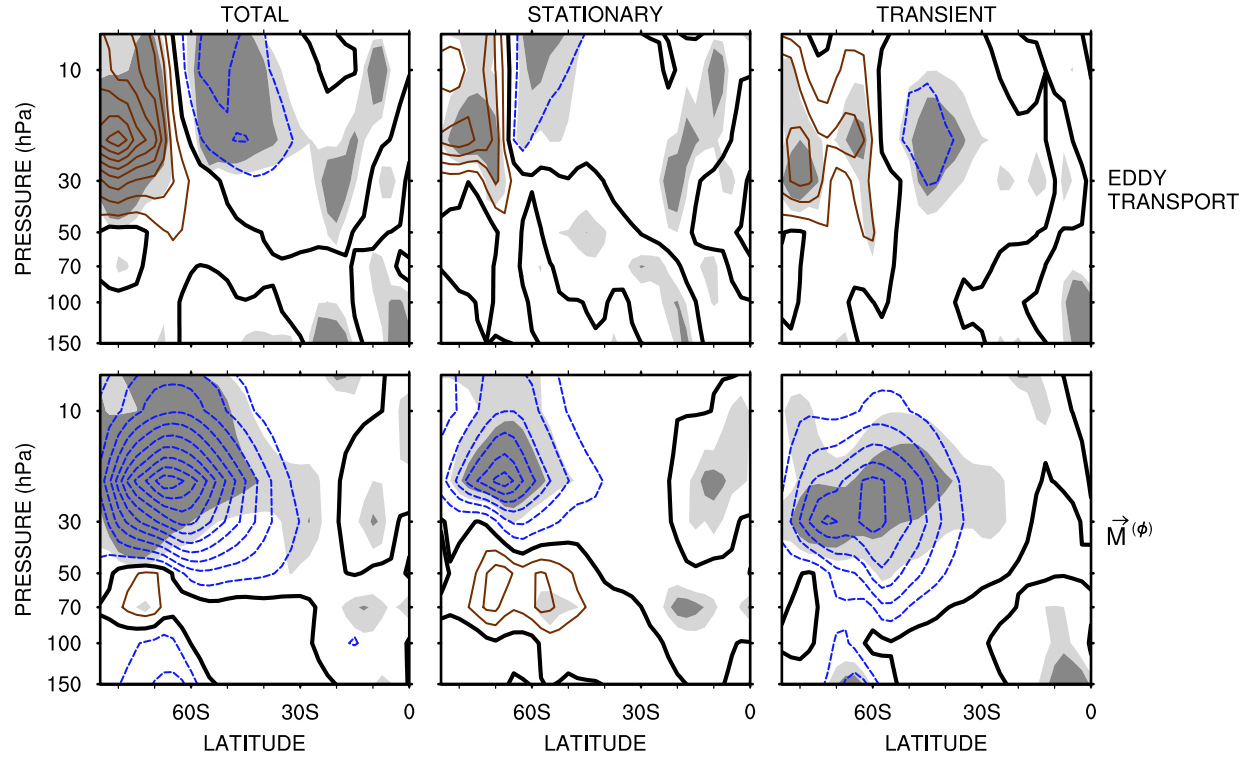 TOTAL STATIONARY TRANSIENT
PRESSURE (hPa)
10
30
50
70
100
150
EDDY
TRANSPORT
PRESSURE (hPa)
10
30
50
70
100
150
M⃗ (ϕ)
60S 30S 0 60S 30S 0 60S 30S 0
LATITUDE LATITUDE LATITUDE